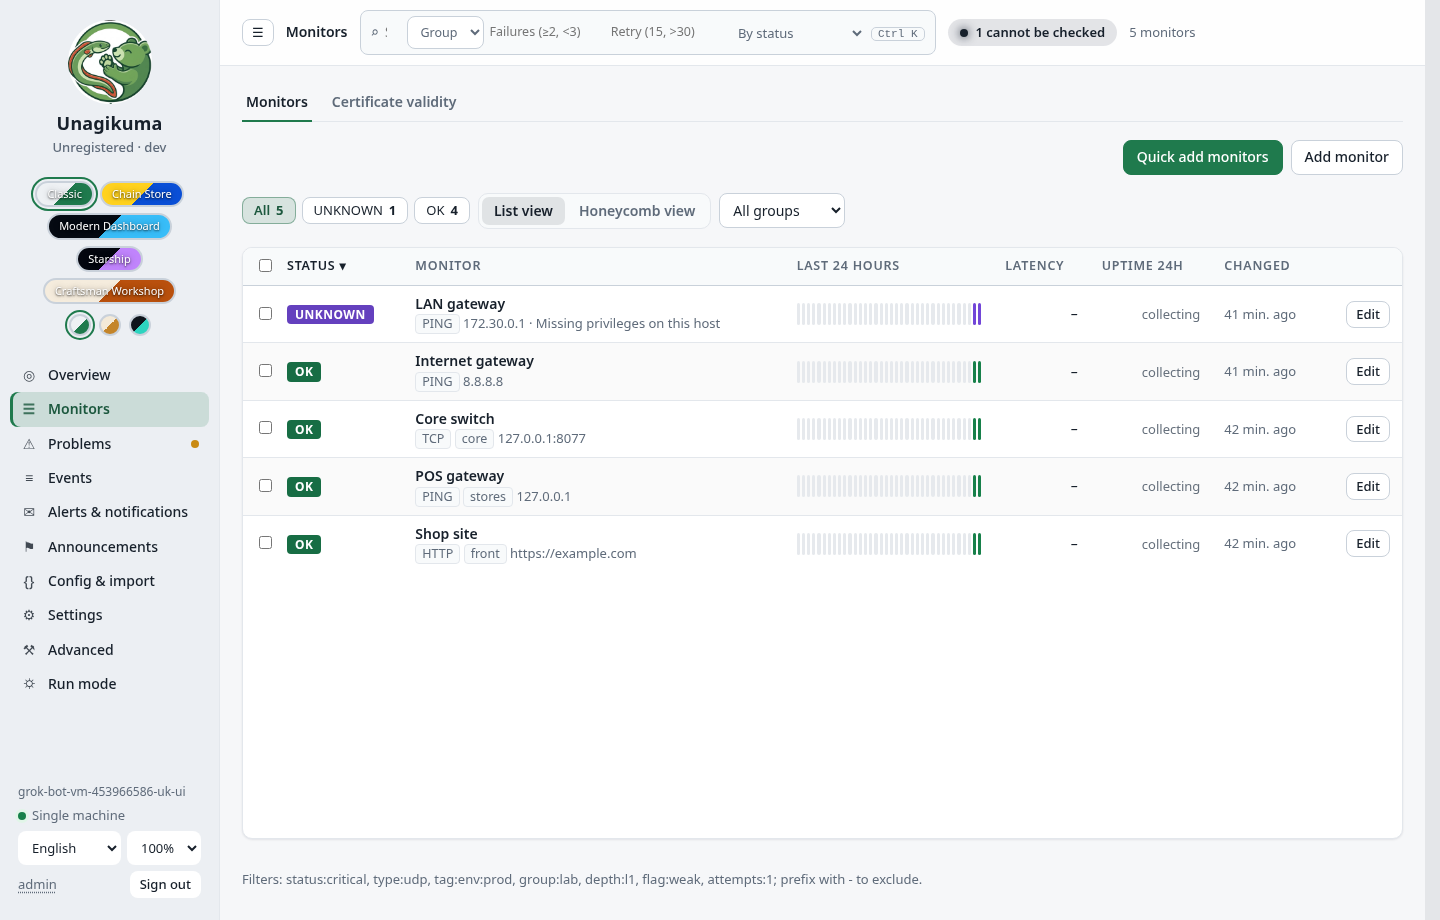 Unagikuma
Unregistered · dev
Classic
Chain Store
Modern Dashboard
Starship
Craftsman Workshop
Overview
Monitors
Problems
Events
Alerts & notifications
Announcements
{} Config & import
Settings
Advanced
Run mode
grok-bot-vm-453966586-uk-ui
Single machine
English
100%
admin
Sign out
Monitors
Group
Failures (≥2, <3)
Retry (15, >30)
By status
Ctrl K
1 cannot be checked
5 monitors
Monitors
Certificate validity
Quick add monitors
Add monitor
All 5
UNKNOWN 1
OK 4
List view
Honeycomb view
All groups
STATUS ▾ MONITOR LAST 24 HOURS LATENCY UPTIME 24H CHANGED
UNKNOWN
LAN gateway
PING 172.30.0.1 · Missing privileges on this host
– collecting 41 min. ago Edit
OK
Internet gateway
PING 8.8.8.8
– collecting 41 min. ago Edit
OK
Core switch
TCP core 127.0.0.1:8077
– collecting 42 min. ago Edit
OK
POS gateway
PING stores 127.0.0.1
– collecting 42 min. ago Edit
OK
Shop site
HTTP front https://example.com
– collecting 42 min. ago Edit
Filters: status:critical, type:udp, tag:env:prod, group:lab, depth:l1, flag:weak, attempts:1; prefix with - to exclude.